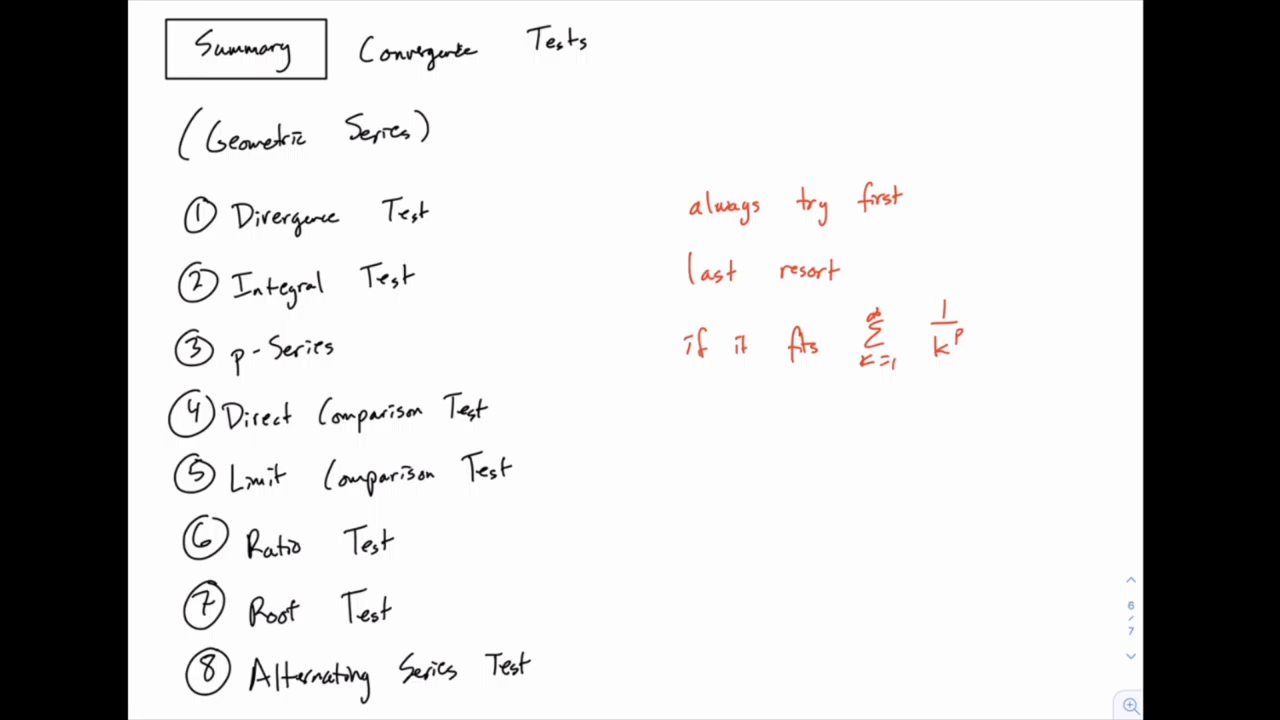 Summary Convergence Tests
(Geometric Series)
① Divergence Test always try first
② Integral Test last resort
③ p-Series if it fits ∑_{k=1}^{∞} 1/k^p
④ Direct Comparison Test
⑤ Limit Comparison Test
⑥ Ratio Test
⑦ Root Test
⑧ Alternating Series Test
6
/
7